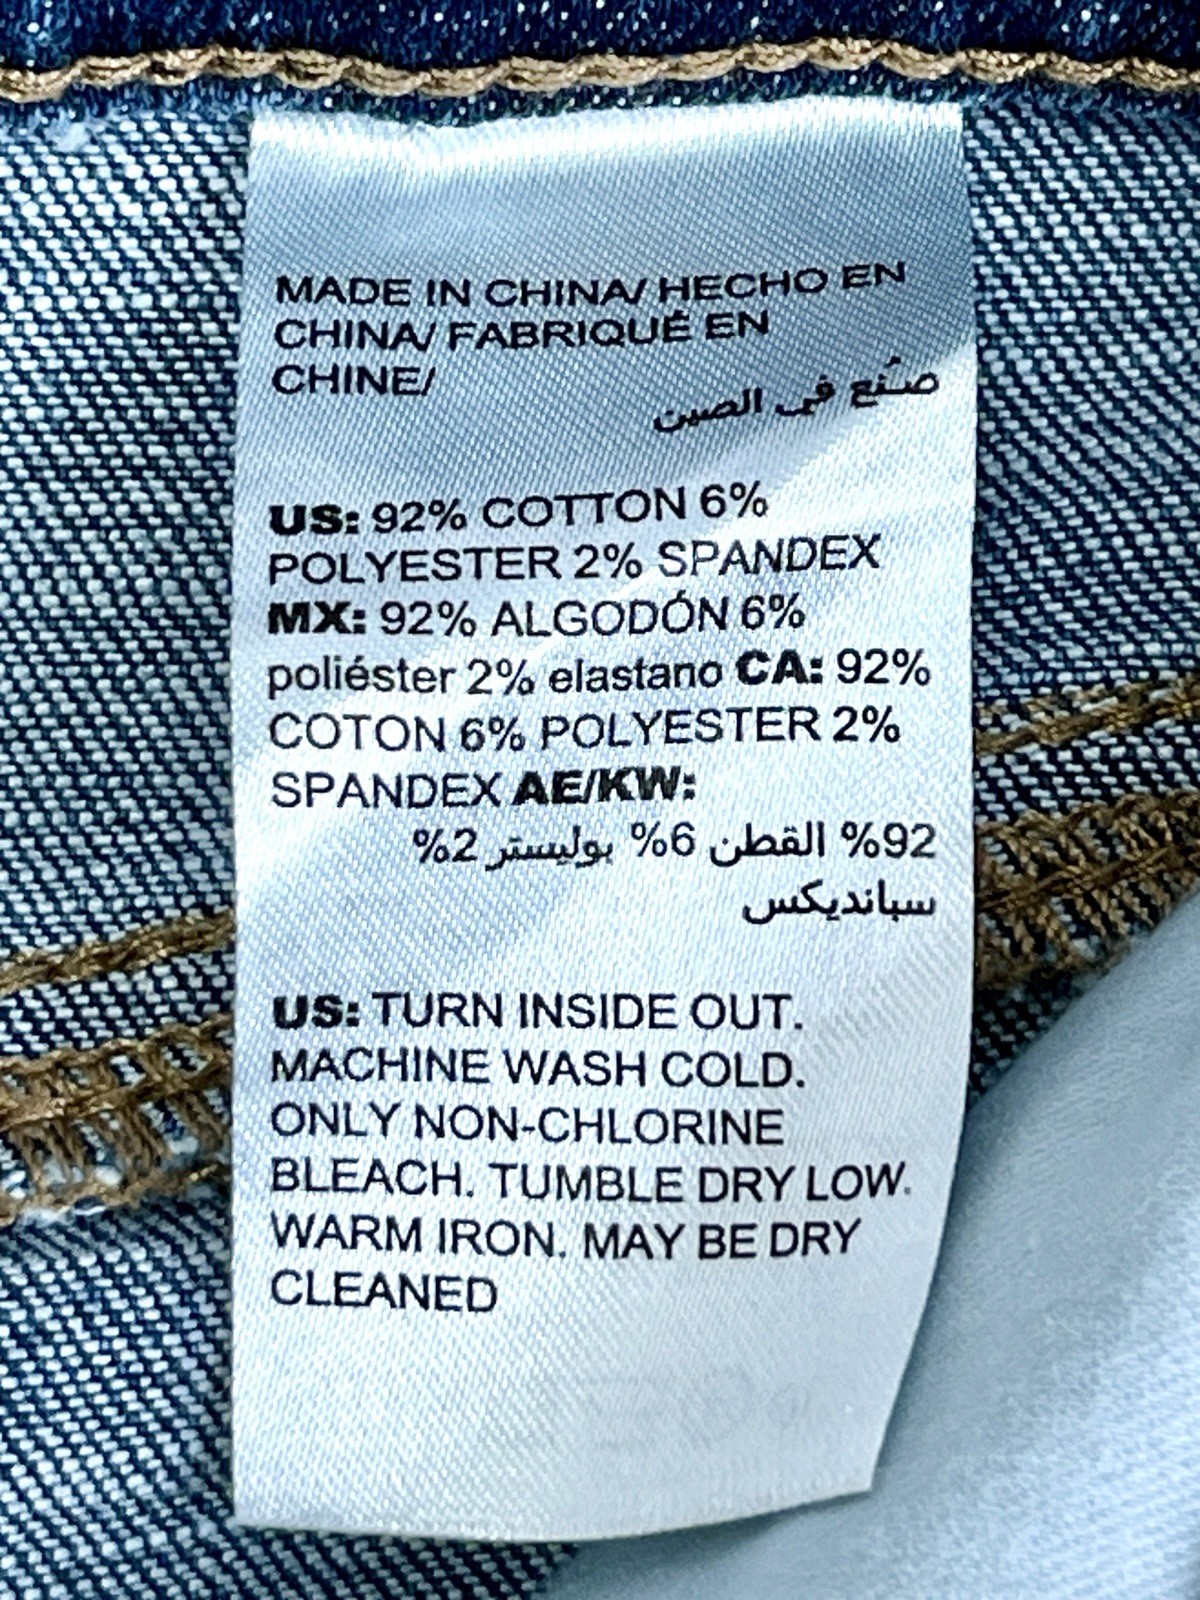 MADE IN CHINA/ HECHO EN
CHINA/ FABRIQUÉ EN
CHINE/
صُنع في الصين
US: 92% COTTON 6%
POLYESTER 2% SPANDEX
MX: 92% ALGODÓN 6%
poliéster 2% elastano CA: 92%
COTON 6% POLYESTER 2%
SPANDEX AE/KW:
92% القطن 6% بوليستر 2%
سبانديكس
US: TURN INSIDE OUT.
MACHINE WASH COLD.
ONLY NON-CHLORINE
BLEACH. TUMBLE DRY LOW.
WARM IRON. MAY BE DRY
CLEANED